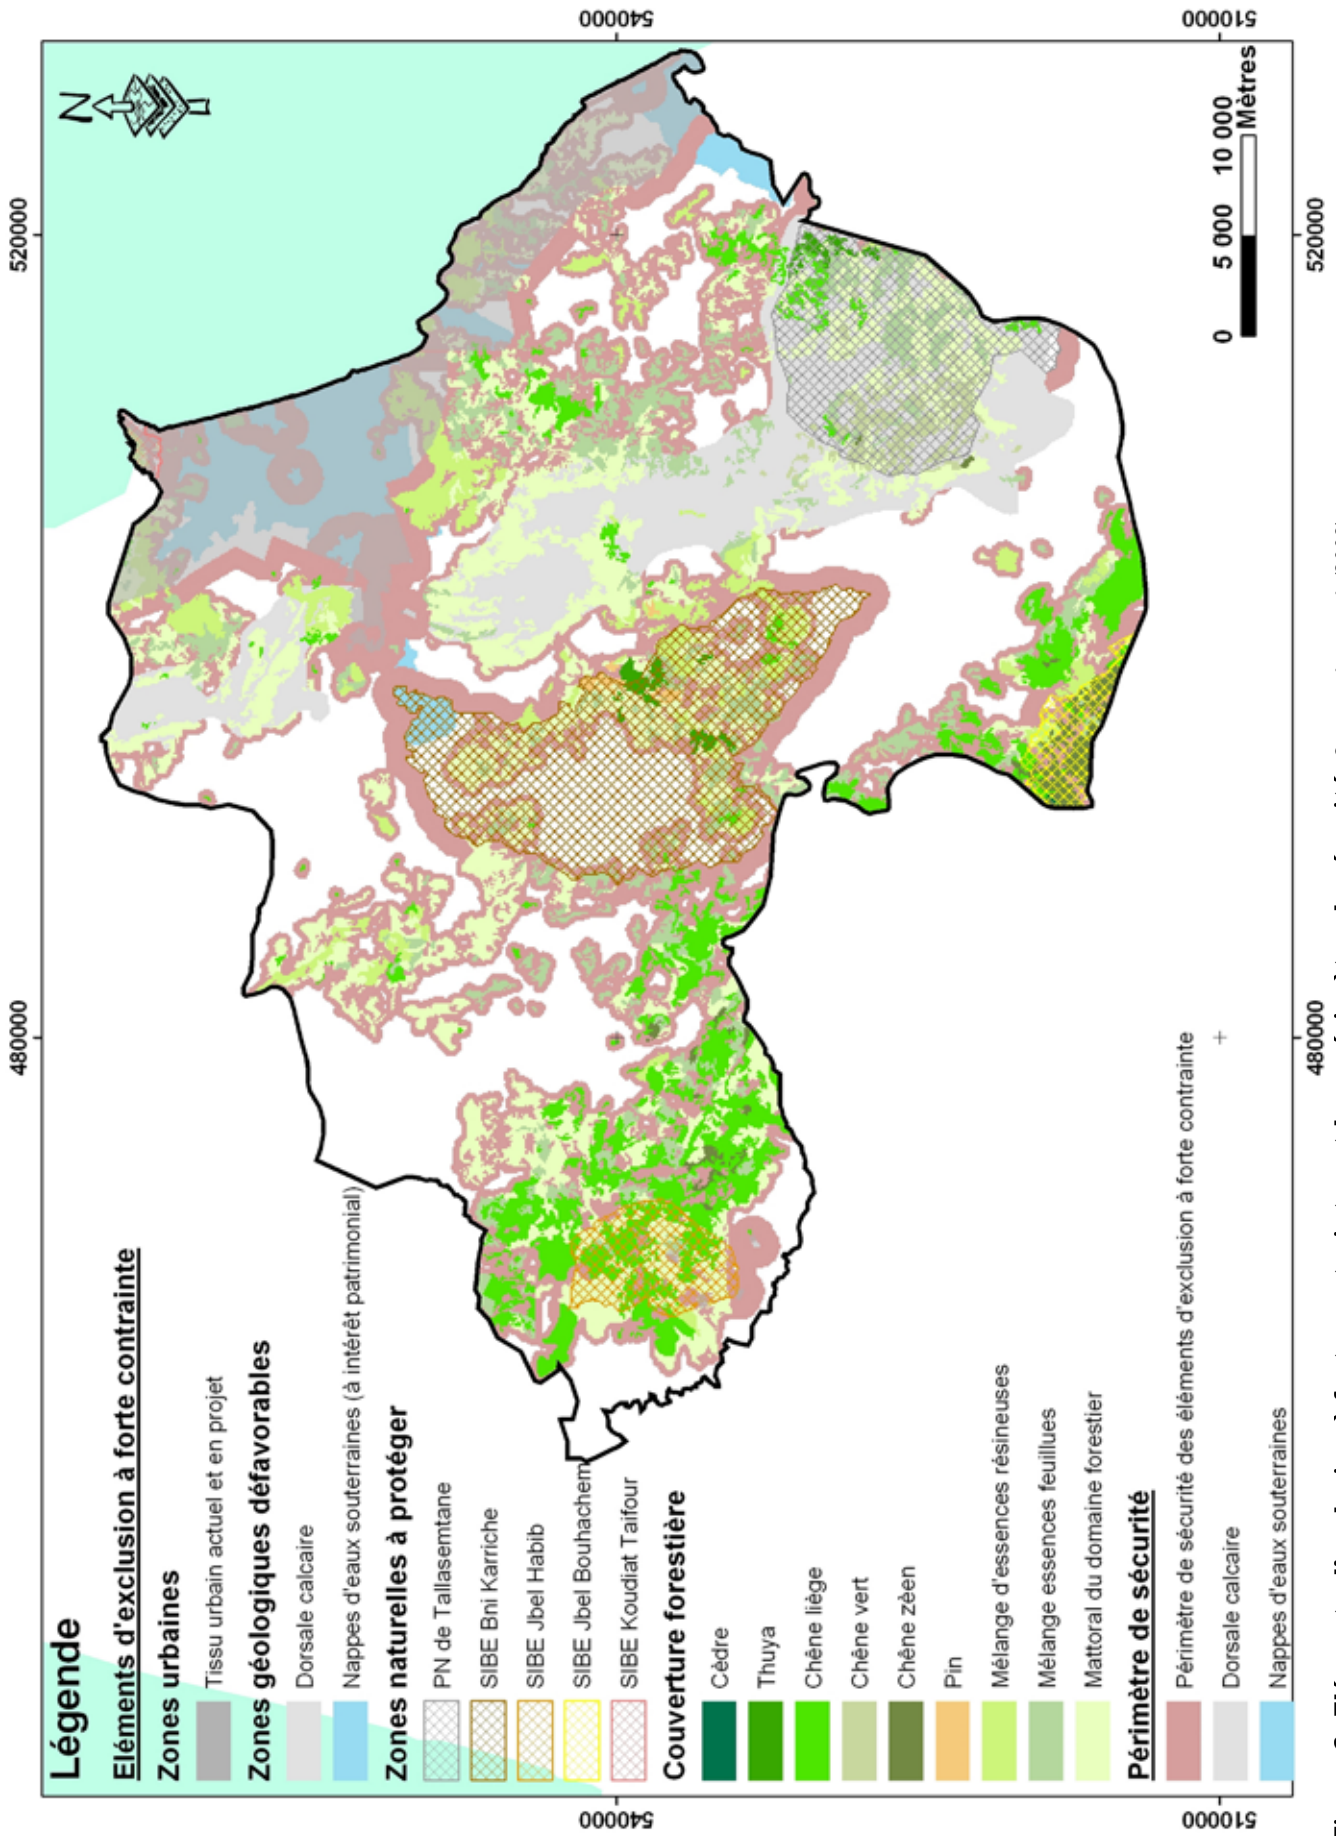 N
540000
510000
520000
520000
480000
480000
540000
510000
0 5 000 10 000
Mètres
Légende
Eléments d'exclusion à forte contrainte
Zones urbaines
Tissu urbain actuel et en projet
Zones géologiques défavorables
Dorsale calcaire
Nappes d'eaux souterraines (à intérêt patrimonial)
Zones naturelles à protéger
PN de Tallasemtane
SIBE Bni Karriche
SIBE Jbel Habib
SIBE Jbel Bouhachem
SIBE Koudiat Taifour
Couverture forestière
Cèdre
Thuya
Chêne liège
Chêne vert
Chêne zèen
Pin
Mélange d'essences résineuses
Mélange essences feuillues
Mattoral du domaine forestier
Périmètre de sécurité
Périmètre de sécurité des éléments d'exclusion à forte contrainte
Dorsale calcaire
Nappes d'eaux souterraines